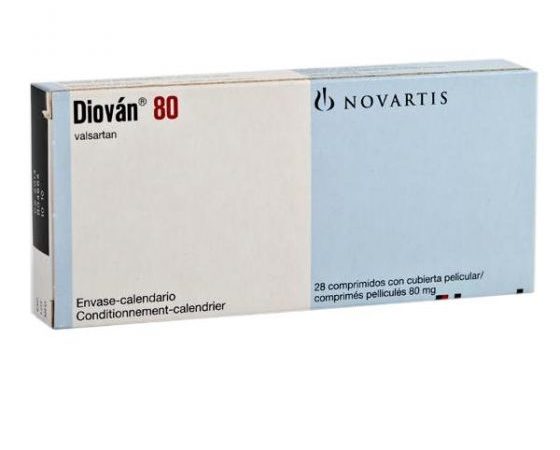 Diován® 80
valsartan
NOVARTIS
Envase-calendario
Conditionnement-calendrier
28 comprimidos con cubierta pelicular/
comprimés pelliculés 80 mg